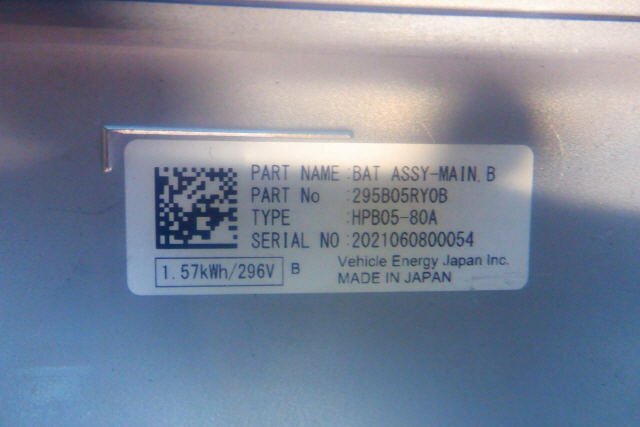 PART NAME :BAT ASSY-MAIN, B
PART No :295B05RY0B
TYPE :HPB05-80A
SERIAL NO :2021060800054
1.57kWh/296V B Vehicle Energy Japan Inc.
MADE IN JAPAN